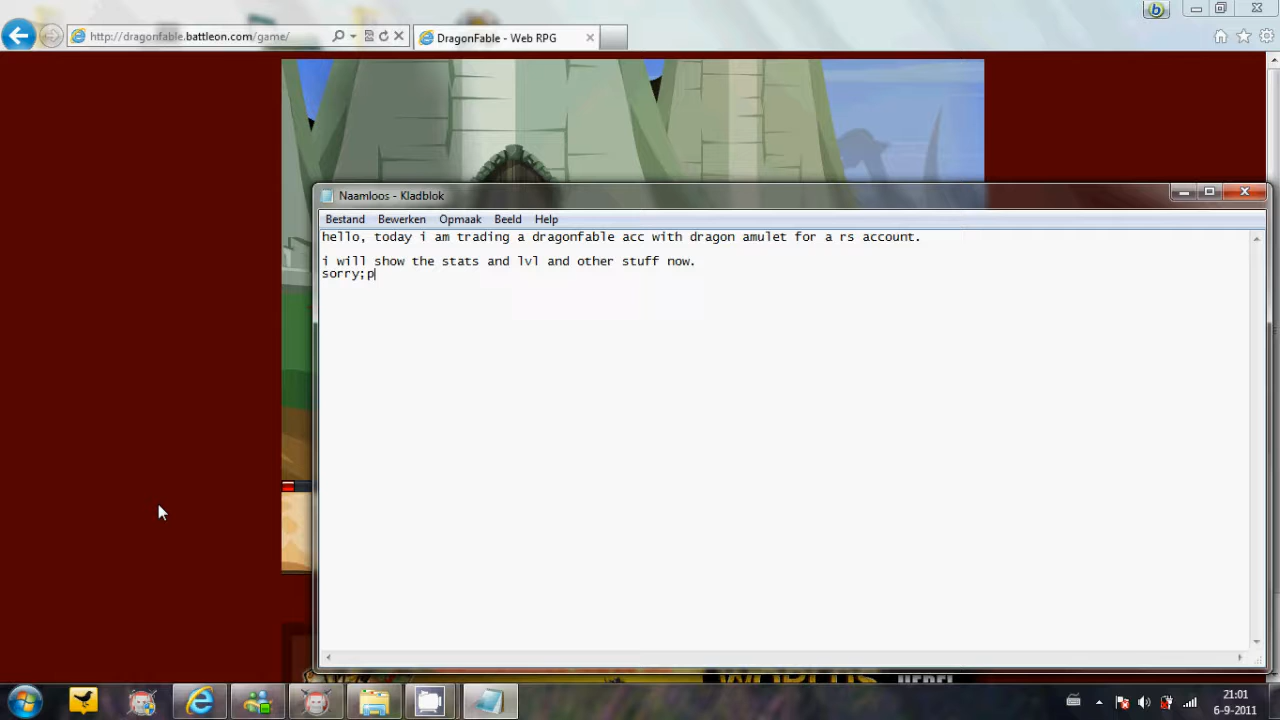 http://dragonfable.battleon.com/game/
DragonFable - Web RPG
Naamloos - Kladblok
Bestand Bewerken Opmaak Beeld Help
hello, today i am trading a dragonfable acc with dragon amulet for a rs account.
i will show the stats and lvl and other stuff now.
sorry;p
21:01
6-9-2011